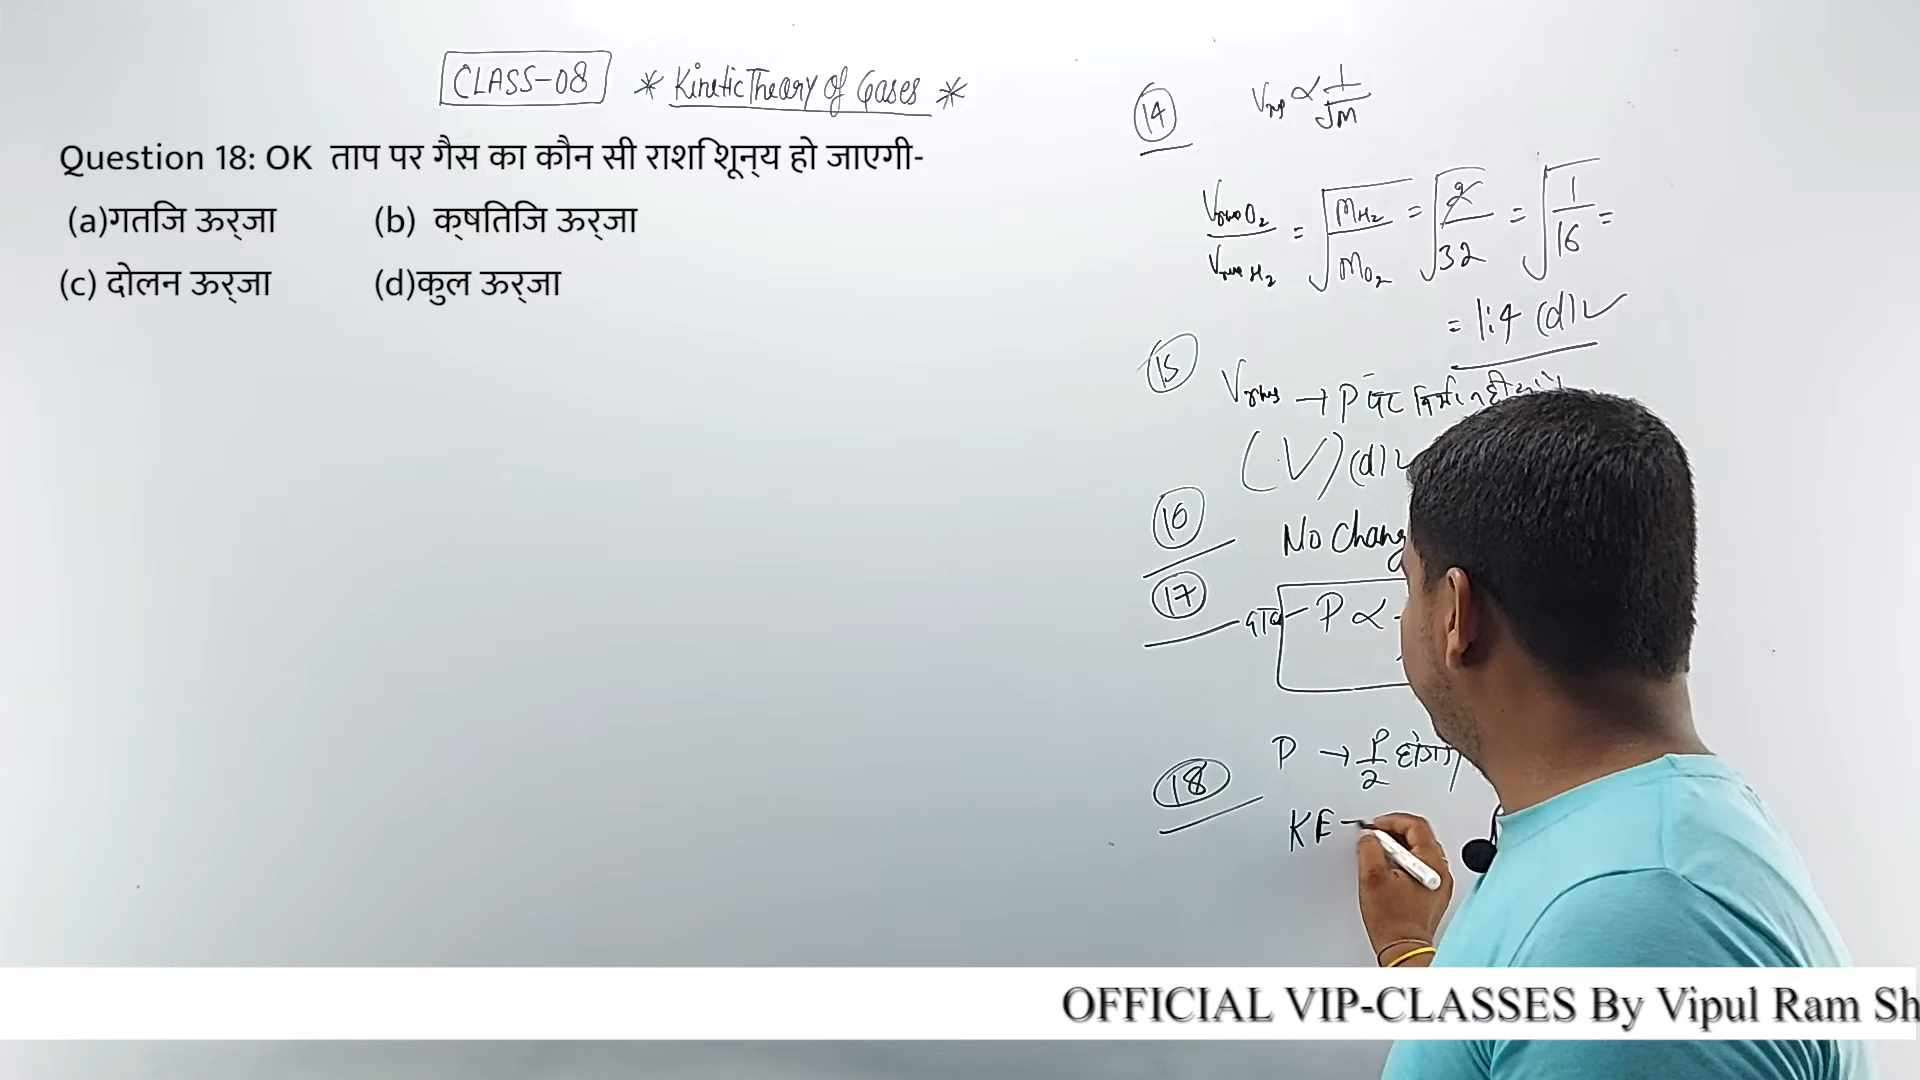 CLASS-08 * Kinetic Theory of Gases *
Question 18: OK ताप पर गैस का कौन सी राशि शून्य हो जाएगी-
(a)गतजि ऊर्जा (b) क्षतिजि ऊर्जा
(c) दोलन ऊर्जा (d)कुल ऊर्जा
14 Vrms ∝ 1/√M
Vrms O2 / Vrms H2 = √(MH2/MO2) = √(2/32) = √(1/16) =
= 1:4 (d)✓
15 Vrms → P पर निर्भर नहीं
(V) (d)✓
16 No Chang
17 दाब P ∝
P → P/2 होगा
18 KE →
OFFICIAL VIP-CLASSES By Vipul Ram Sh